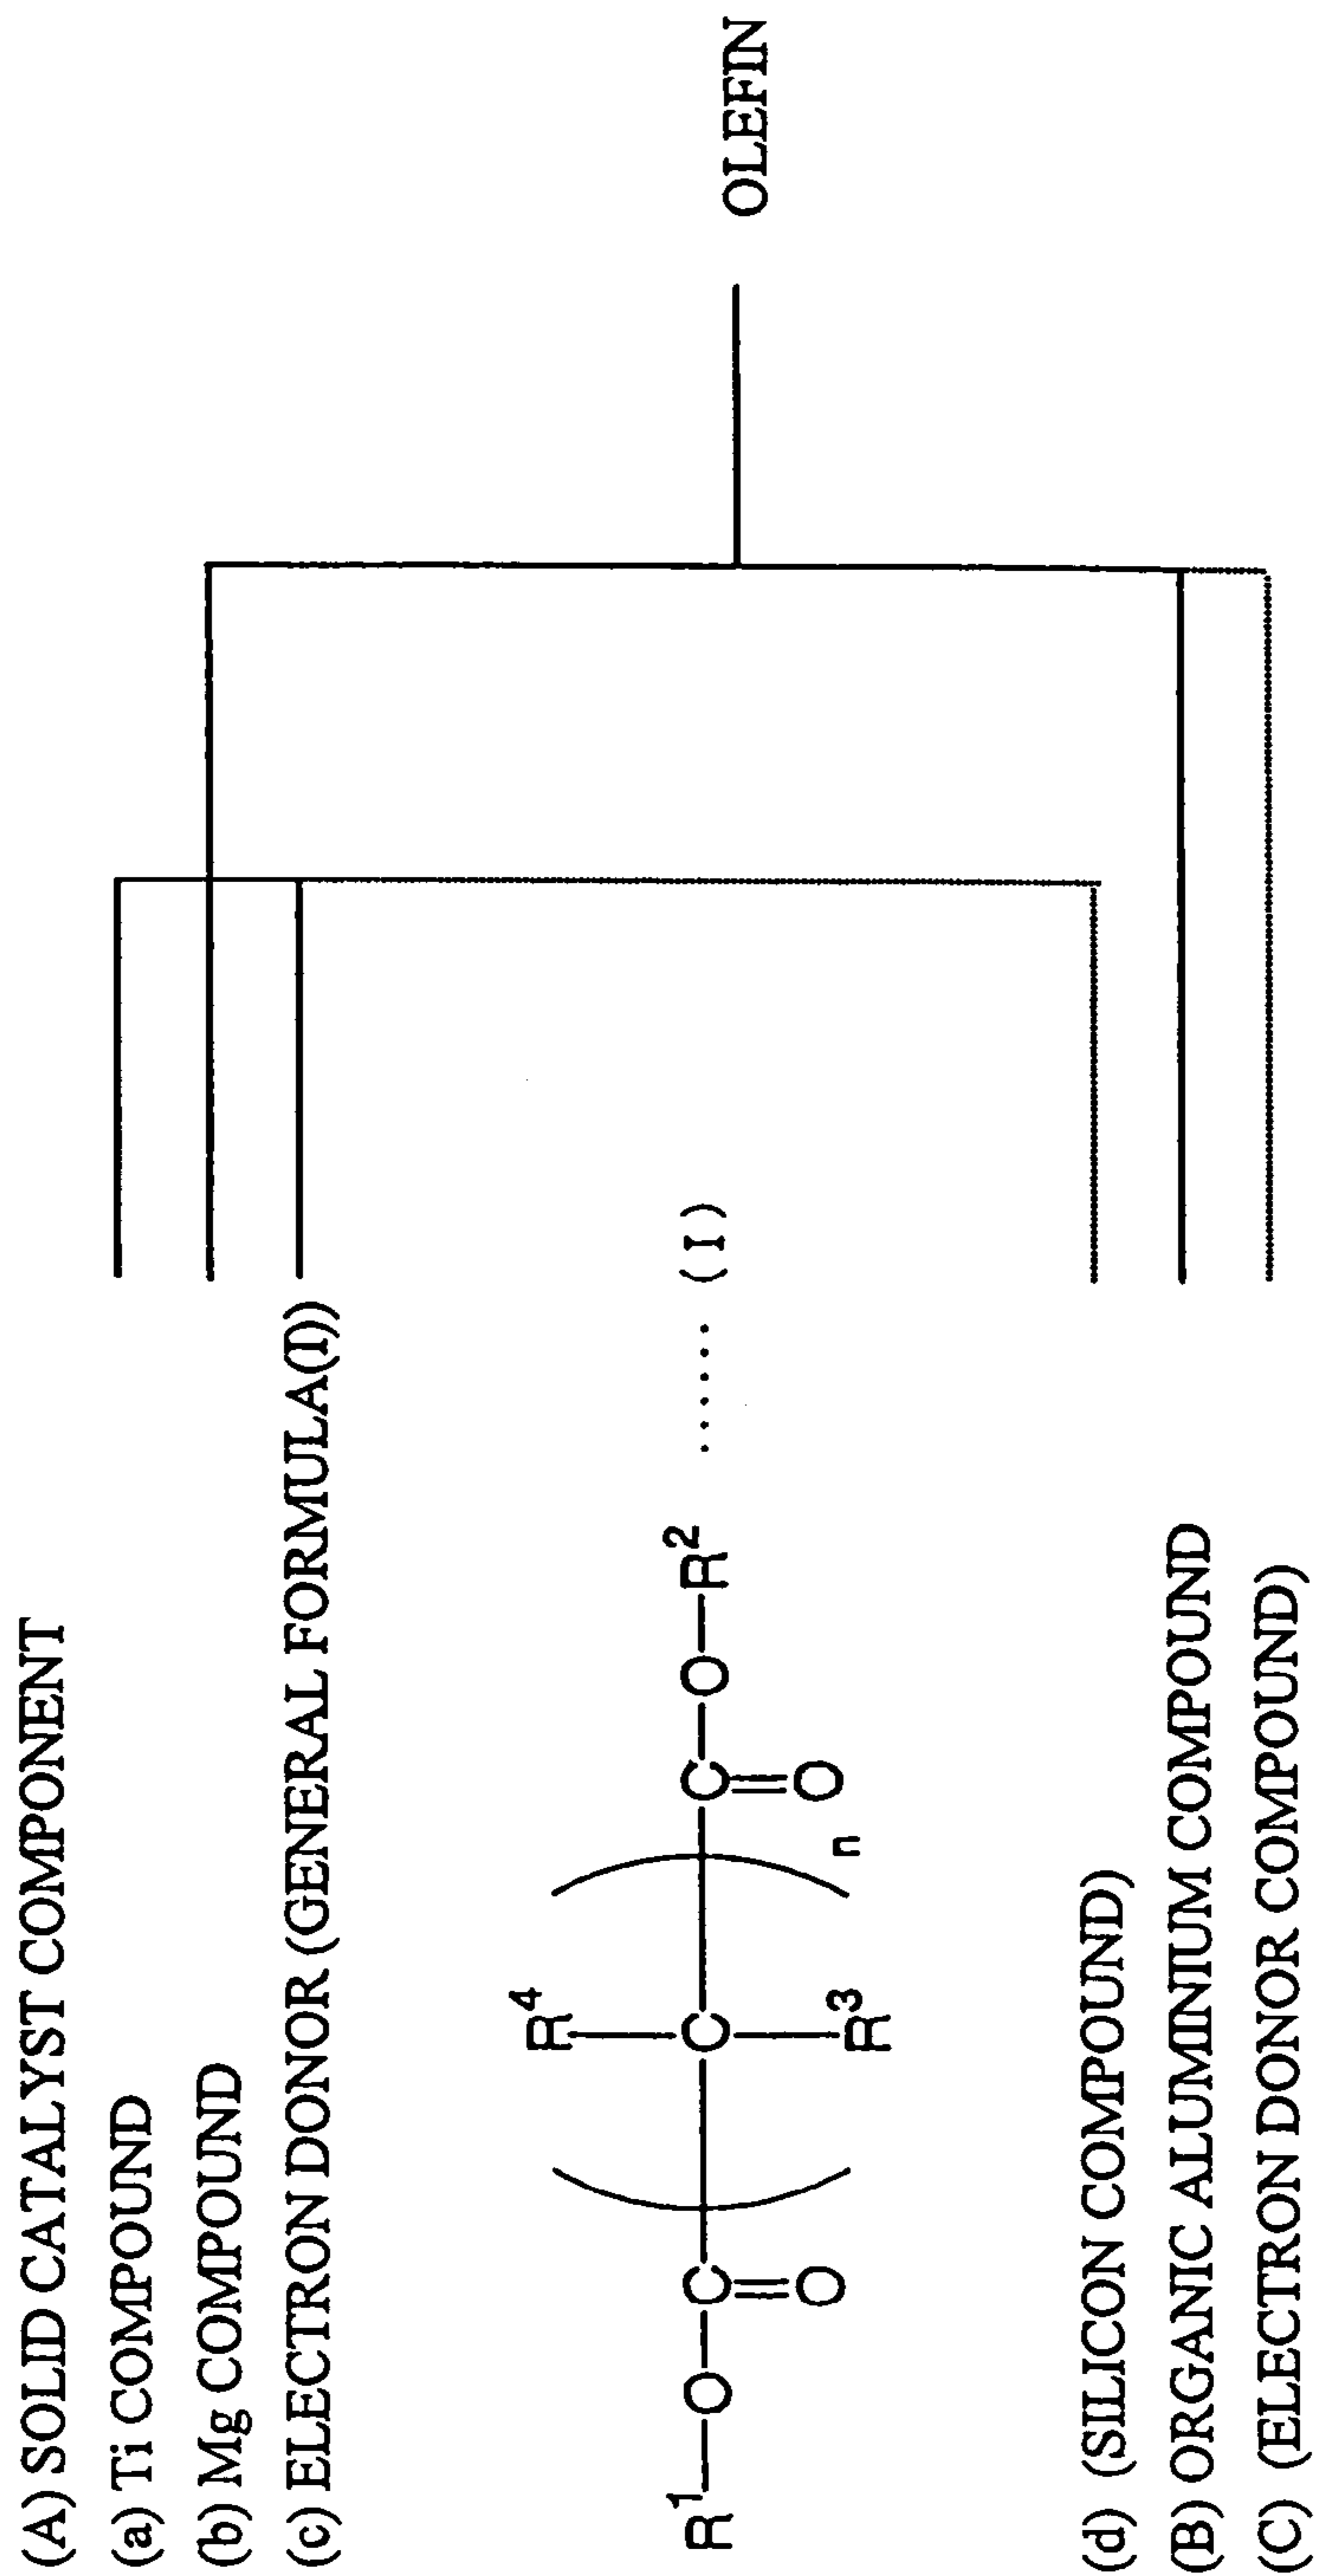 (A) SOLID CATALYST COMPONENT
(a) Ti COMPOUND
(b) Mg COMPOUND
(c) ELECTRON DONOR (GENERAL FORMULA(I))
R⁴
R¹—O—C—C—C—O—R² ...... (I)
O R³ n O
(d) (SILICON COMPOUND)
(B) ORGANIC ALUMINIUM COMPOUND
(C) (ELECTRON DONOR COMPOUND)
OLEFIN